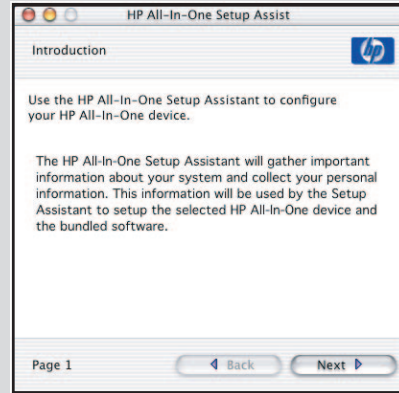 HP All-In-One Setup Assist
Introduction
hp
Use the HP All-In-One Setup Assistant to configure
your HP All-In-One device.
The HP All-In-One Setup Assistant will gather important
information about your system and collect your personal
information. This information will be used by the Setup
Assistant to setup the selected HP All-In-One device and
the bundled software.
Page 1
Back
Next